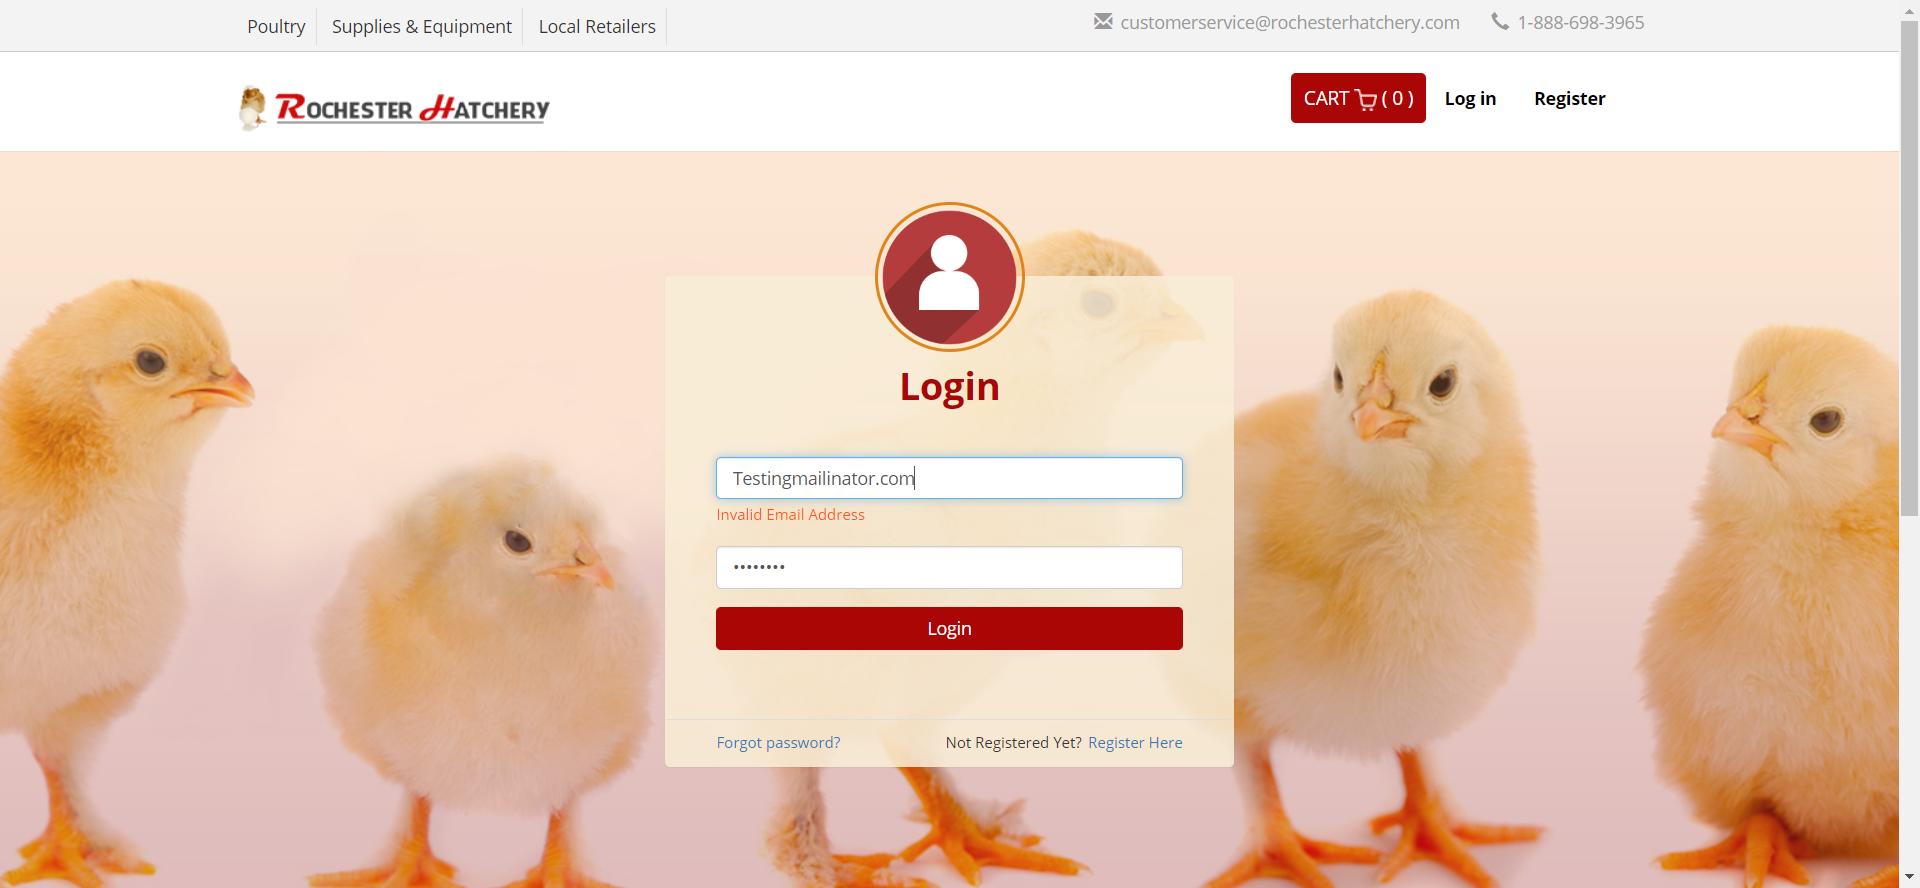 Poultry
Supplies & Equipment
Local Retailers
customerservice@rochesterhatchery.com
1-888-698-3965
ROCHESTER HATCHERY
CART ( 0 )
Log in
Register
Login
Testingmailinator.com
Invalid Email Address
••••••••
Login
Forgot password?
Not Registered Yet? Register Here